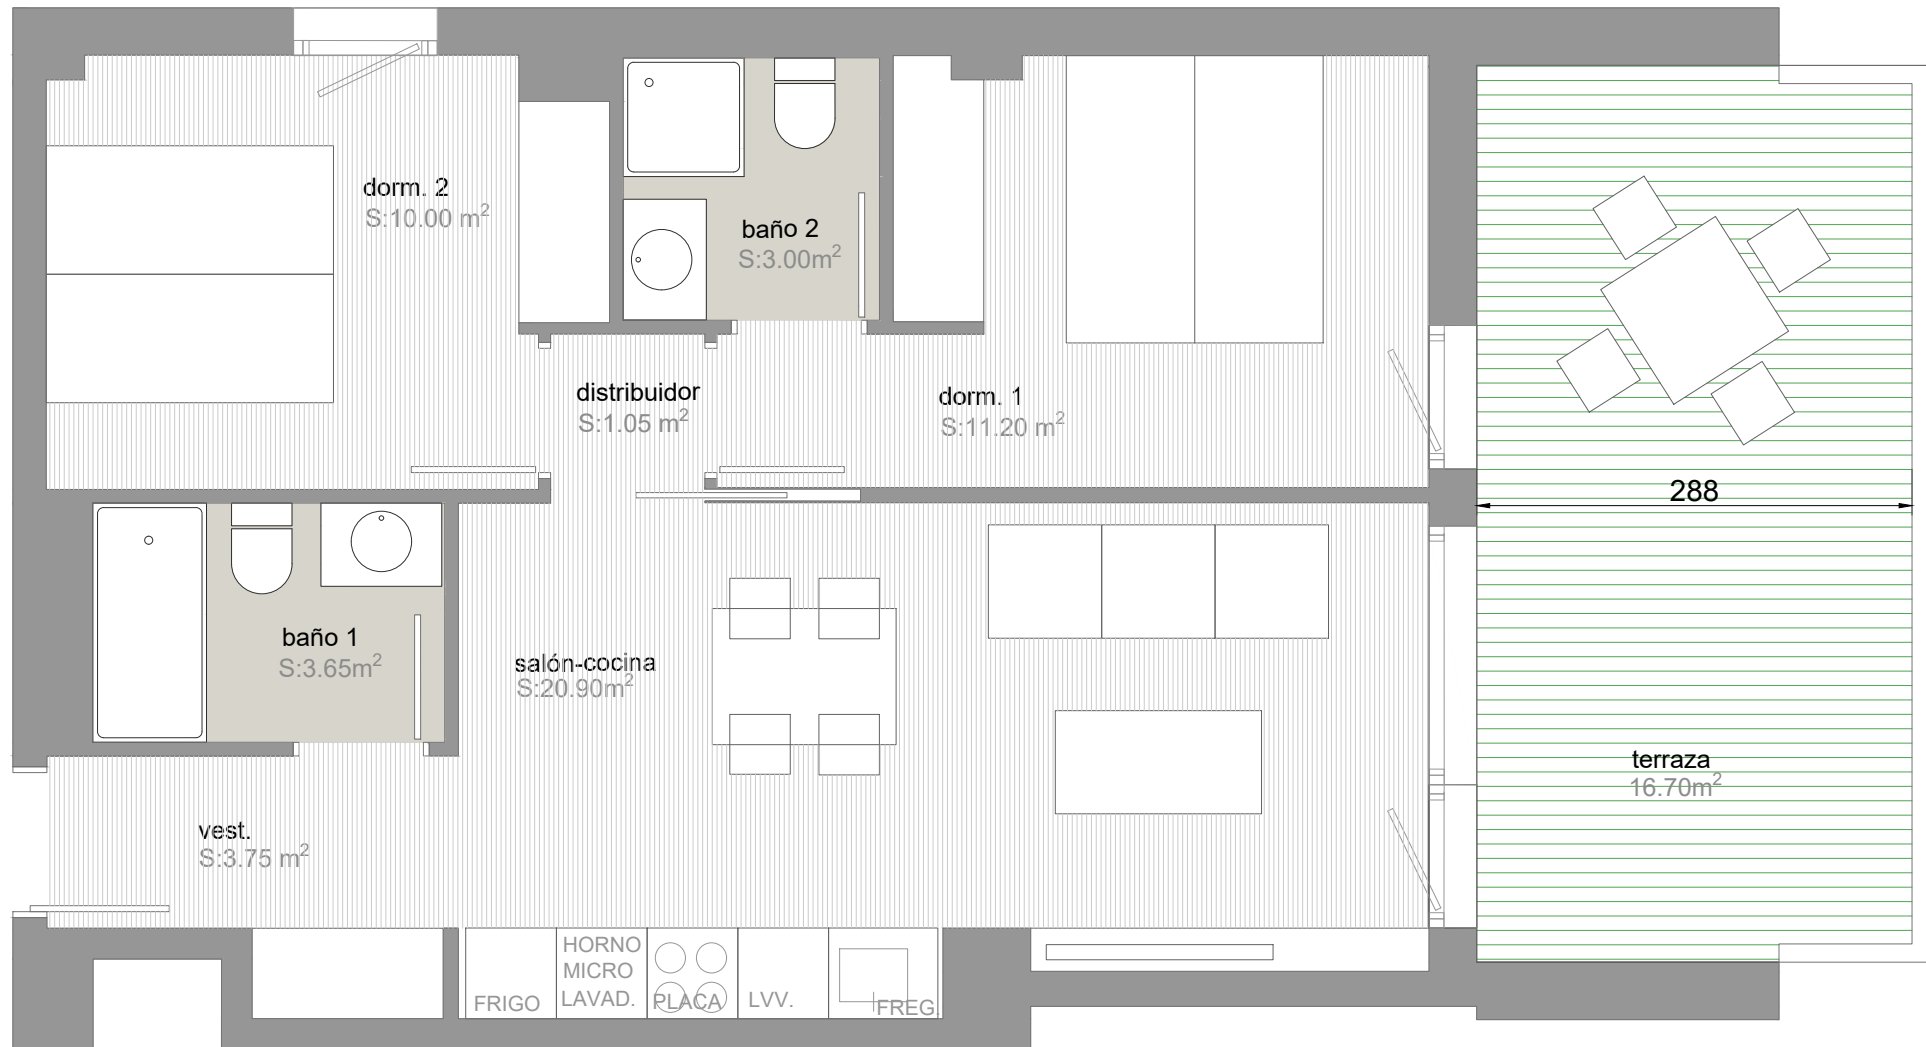 dorm. 2
S:10.00 m²
baño 2
S:3.00m²
distribuidor
S:1.05 m²
dorm. 1
S:11.20 m²
288
baño 1
S:3.65m²
salón-cocina
S:20.90m²
terraza
16.70m²
vest.
S:3.75 m²
FRIGO
HORNO
MICRO
LAVAD.
PLACA
LVV.
FREG.